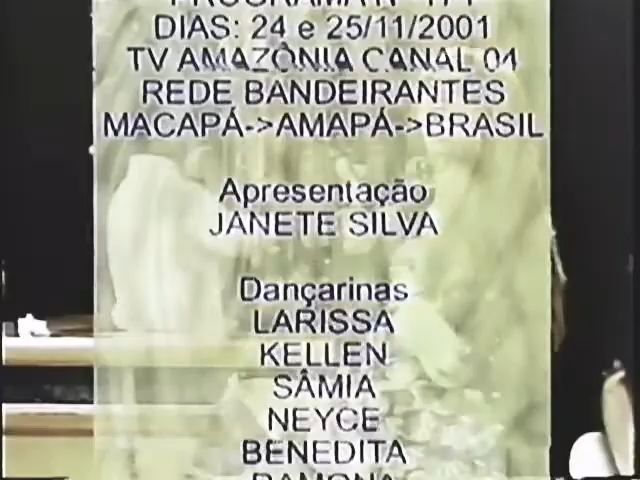 DIAS: 24 e 25/11/2001
TV AMAZÔNIA CANAL 04
REDE BANDEIRANTES
MACAPÁ->AMAPÁ->BRASIL
Apresentação
JANETE SILVA
Dançarinas
LARISSA
KELLEN
SÂMIA
NEYCE
BENEDITA
RAMONA